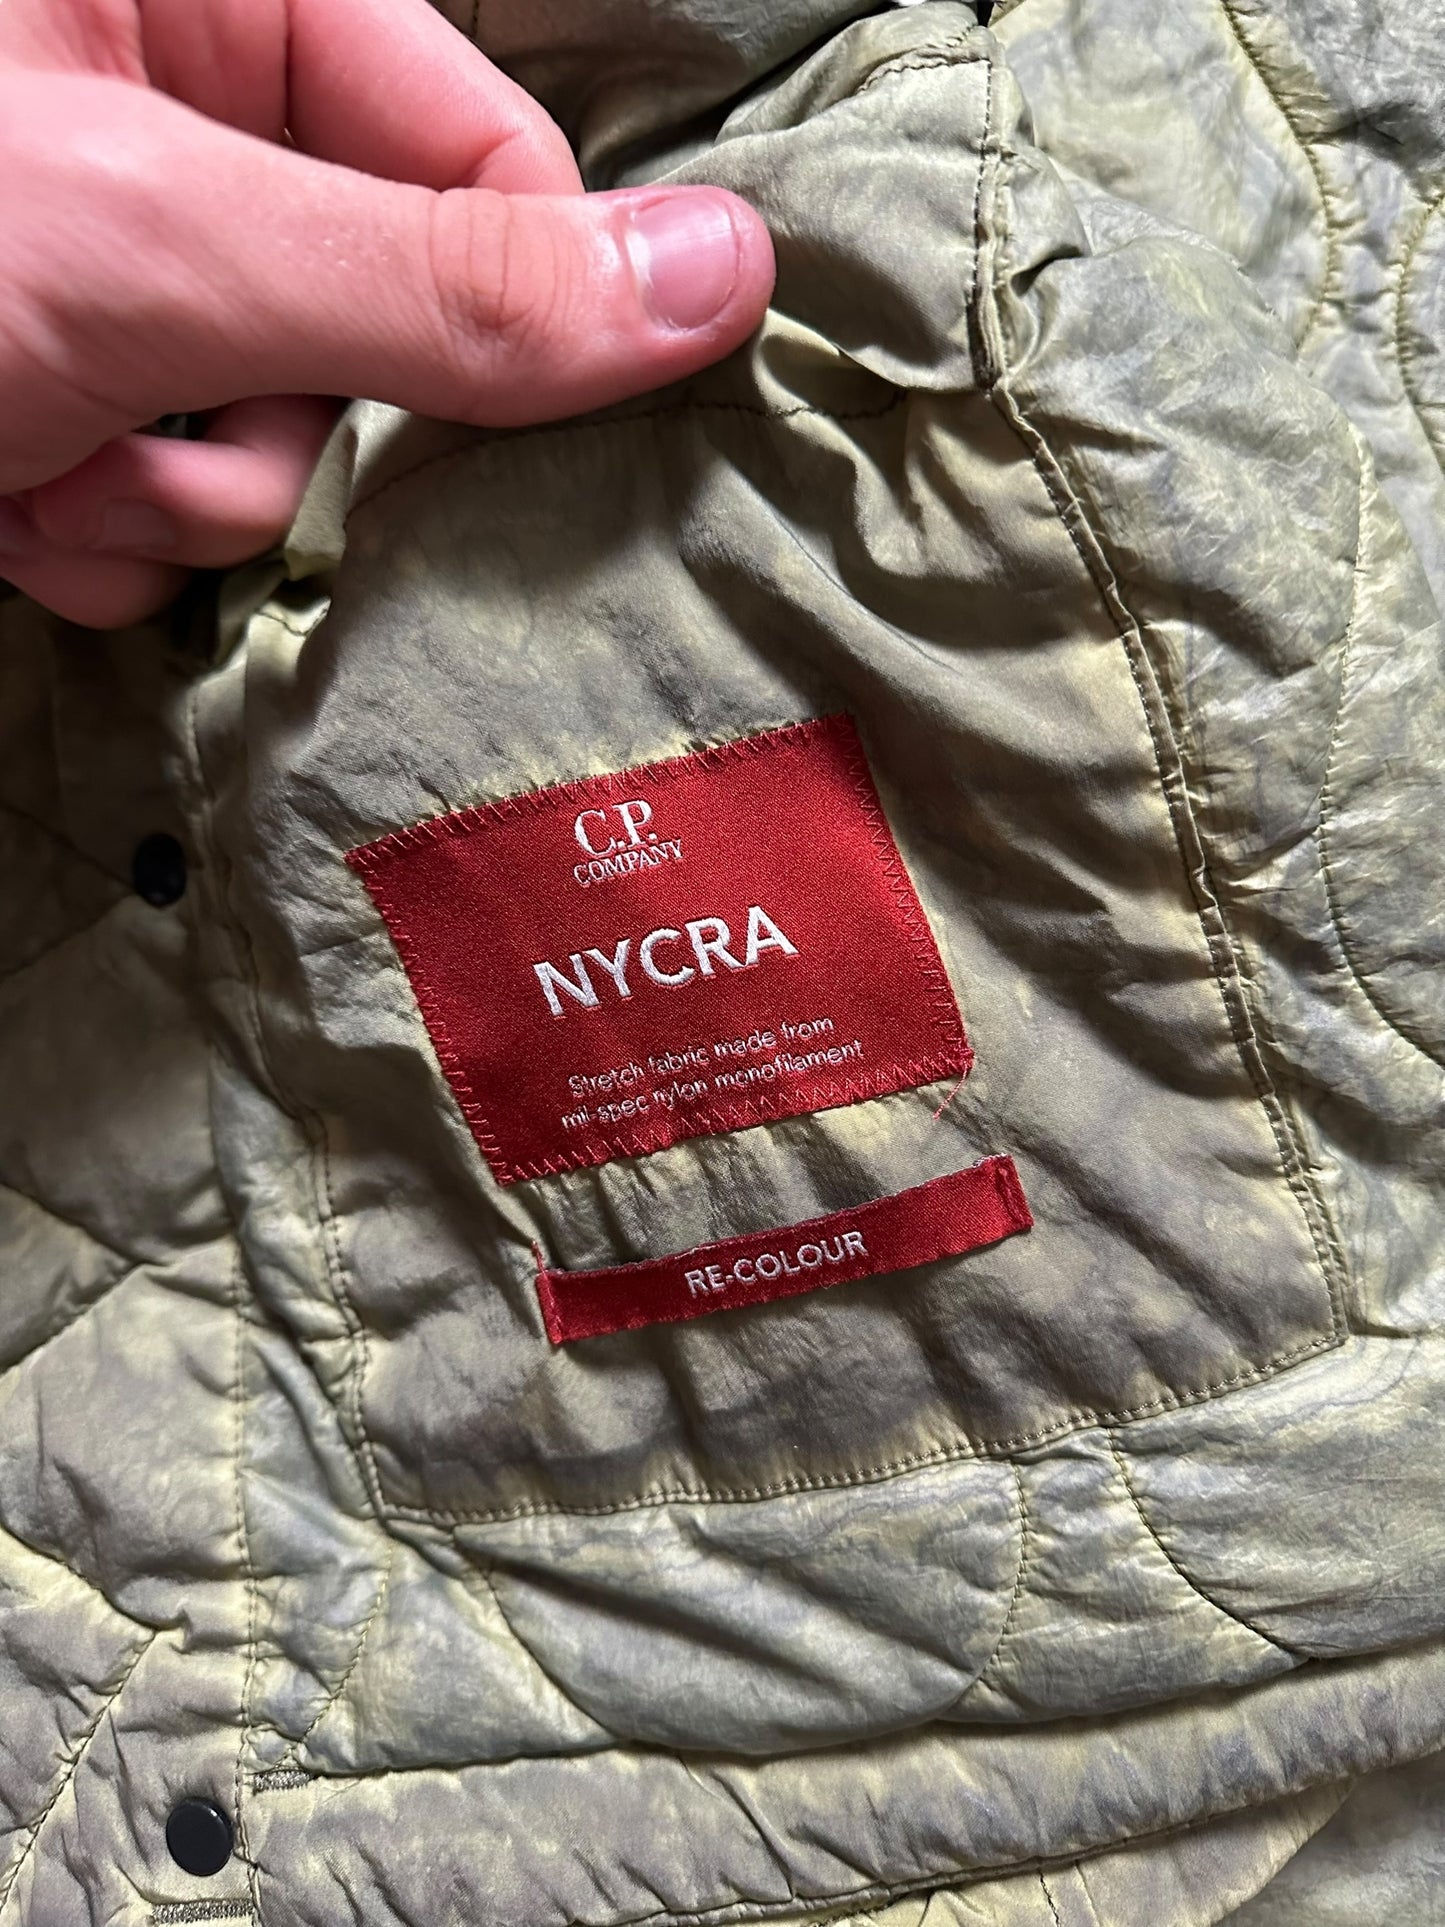 C.P.
COMPANY
NYCRA
Stretch fabric made from
mil-spec nylon monofilament
RE-COLOUR